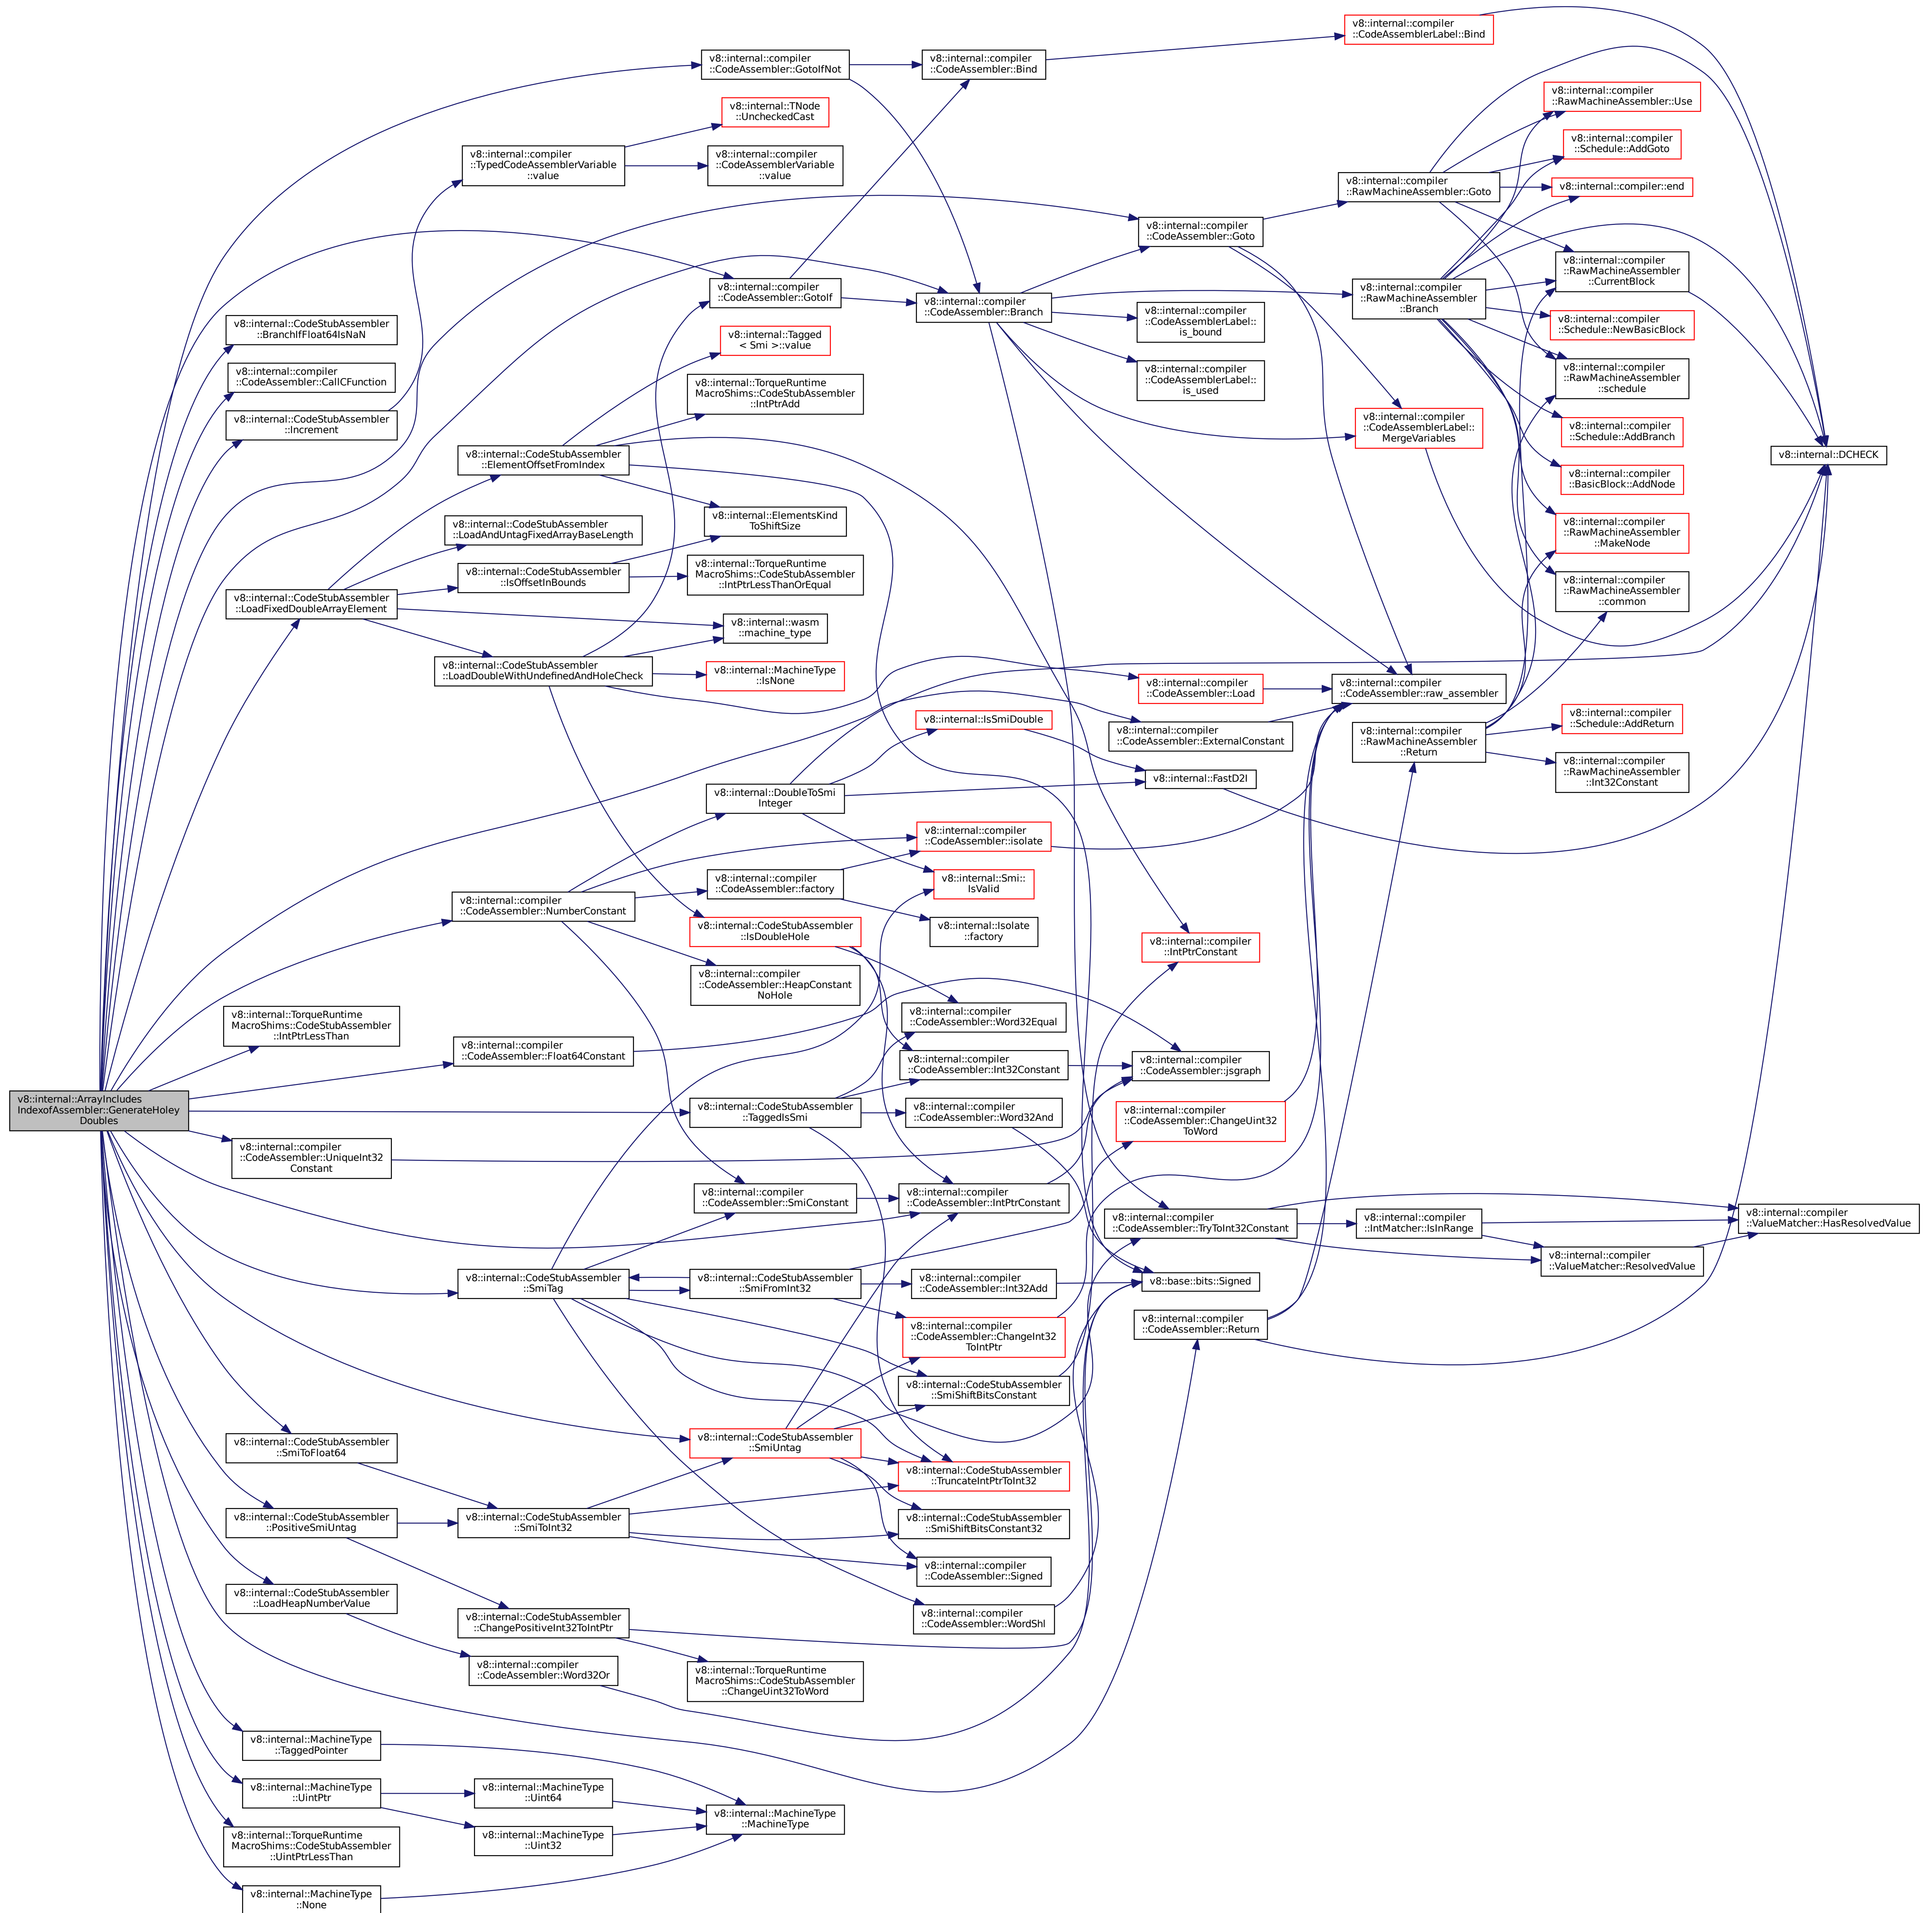 v8::internal::ArrayIncludes
IndexofAssembler::GenerateHoley
Doubles
v8::internal::CodeStubAssembler
::BranchIfFloat64IsNaN
v8::internal::compiler
::CodeAssembler::CallCFunction
v8::internal::CodeStubAssembler
::Increment
v8::internal::CodeStubAssembler
::LoadFixedDoubleArrayElement
v8::internal::TorqueRuntime
MacroShims::CodeStubAssembler
::IntPtrLessThan
v8::internal::compiler
::CodeAssembler::UniqueInt32
Constant
v8::internal::CodeStubAssembler
::SmiToFloat64
v8::internal::CodeStubAssembler
::PositiveSmiUntag
v8::internal::CodeStubAssembler
::LoadHeapNumberValue
v8::internal::MachineType
::TaggedPointer
v8::internal::MachineType
::UintPtr
v8::internal::TorqueRuntime
MacroShims::CodeStubAssembler
::UintPtrLessThan
v8::internal::MachineType
::None
v8::internal::compiler
::TypedCodeAssemblerVariable
::value
v8::internal::CodeStubAssembler
::ElementOffsetFromIndex
v8::internal::CodeStubAssembler
::LoadAndUntagFixedArrayBaseLength
v8::internal::CodeStubAssembler
::IsOffsetInBounds
v8::internal::CodeStubAssembler
::LoadDoubleWithUndefinedAndHoleCheck
v8::internal::compiler
::CodeAssembler::NumberConstant
v8::internal::compiler
::CodeAssembler::Float64Constant
v8::internal::CodeStubAssembler
::SmiTag
v8::internal::CodeStubAssembler
::SmiToInt32
v8::internal::CodeStubAssembler
::ChangePositiveInt32ToIntPtr
v8::internal::compiler
::CodeAssembler::Word32Or
v8::internal::MachineType
::Uint64
v8::internal::MachineType
::Uint32
v8::internal::compiler
::CodeAssembler::GotoIfNot
v8::internal::TNode
::UncheckedCast
v8::internal::compiler
::CodeAssemblerVariable
::value
v8::internal::compiler
::CodeAssembler::GotoIf
v8::internal::Tagged
< Smi >::value
v8::internal::TorqueRuntime
MacroShims::CodeStubAssembler
::IntPtrAdd
v8::internal::ElementsKind
ToShiftSize
v8::internal::TorqueRuntime
MacroShims::CodeStubAssembler
::IntPtrLessThanOrEqual
v8::internal::wasm
::machine_type
v8::internal::MachineType
::IsNone
v8::internal::DoubleToSmi
Integer
v8::internal::compiler
::CodeAssembler::factory
v8::internal::CodeStubAssembler
::IsDoubleHole
v8::internal::compiler
::CodeAssembler::HeapConstant
NoHole
v8::internal::CodeStubAssembler
::TaggedIsSmi
v8::internal::compiler
::CodeAssembler::SmiConstant
v8::internal::CodeStubAssembler
::SmiFromInt32
v8::internal::CodeStubAssembler
::SmiUntag
v8::internal::TorqueRuntime
MacroShims::CodeStubAssembler
::ChangeUint32ToWord
v8::internal::MachineType
::MachineType
v8::internal::compiler
::CodeAssembler::Bind
v8::internal::compiler
::CodeAssembler::Branch
v8::internal::IsSmiDouble
v8::internal::compiler
::CodeAssembler::isolate
v8::internal::Smi::
IsValid
v8::internal::Isolate
::factory
v8::internal::compiler
::CodeAssembler::Word32Equal
v8::internal::compiler
::CodeAssembler::Int32Constant
v8::internal::compiler
::CodeAssembler::Word32And
v8::internal::compiler
::CodeAssembler::IntPtrConstant
v8::internal::compiler
::CodeAssembler::Int32Add
v8::internal::compiler
::CodeAssembler::ChangeInt32
ToIntPtr
v8::internal::CodeStubAssembler
::SmiShiftBitsConstant
v8::internal::CodeStubAssembler
::TruncateIntPtrToInt32
v8::internal::CodeStubAssembler
::SmiShiftBitsConstant32
v8::internal::compiler
::CodeAssembler::Signed
v8::internal::compiler
::CodeAssembler::WordShl
v8::internal::compiler
::CodeAssembler::Goto
v8::internal::compiler
::CodeAssemblerLabel::
is_bound
v8::internal::compiler
::CodeAssemblerLabel::
is_used
v8::internal::compiler
::CodeAssembler::Load
v8::internal::compiler
::CodeAssembler::ExternalConstant
v8::internal::FastD2I
v8::internal::compiler
::IntPtrConstant
v8::internal::compiler
::CodeAssembler::jsgraph
v8::internal::compiler
::CodeAssembler::ChangeUint32
ToWord
v8::internal::compiler
::CodeAssembler::TryToInt32Constant
v8::base::bits::Signed
v8::internal::compiler
::CodeAssembler::Return
v8::internal::compiler
::CodeAssemblerLabel::Bind
v8::internal::compiler
::RawMachineAssembler::Goto
v8::internal::compiler
::RawMachineAssembler
::Branch
v8::internal::compiler
::CodeAssemblerLabel::
MergeVariables
v8::internal::compiler
::CodeAssembler::raw_assembler
v8::internal::compiler
::RawMachineAssembler
::Return
v8::internal::compiler
::IntMatcher::IsInRange
v8::internal::compiler
::RawMachineAssembler::Use
v8::internal::compiler
::Schedule::AddGoto
v8::internal::compiler::end
v8::internal::compiler
::RawMachineAssembler
::CurrentBlock
v8::internal::compiler
::Schedule::NewBasicBlock
v8::internal::compiler
::RawMachineAssembler
::schedule
v8::internal::compiler
::Schedule::AddBranch
v8::internal::compiler
::BasicBlock::AddNode
v8::internal::compiler
::RawMachineAssembler
::MakeNode
v8::internal::compiler
::RawMachineAssembler
::common
v8::internal::compiler
::Schedule::AddReturn
v8::internal::compiler
::RawMachineAssembler
::Int32Constant
v8::internal::compiler
::ValueMatcher::ResolvedValue
v8::internal::DCHECK
v8::internal::compiler
::ValueMatcher::HasResolvedValue